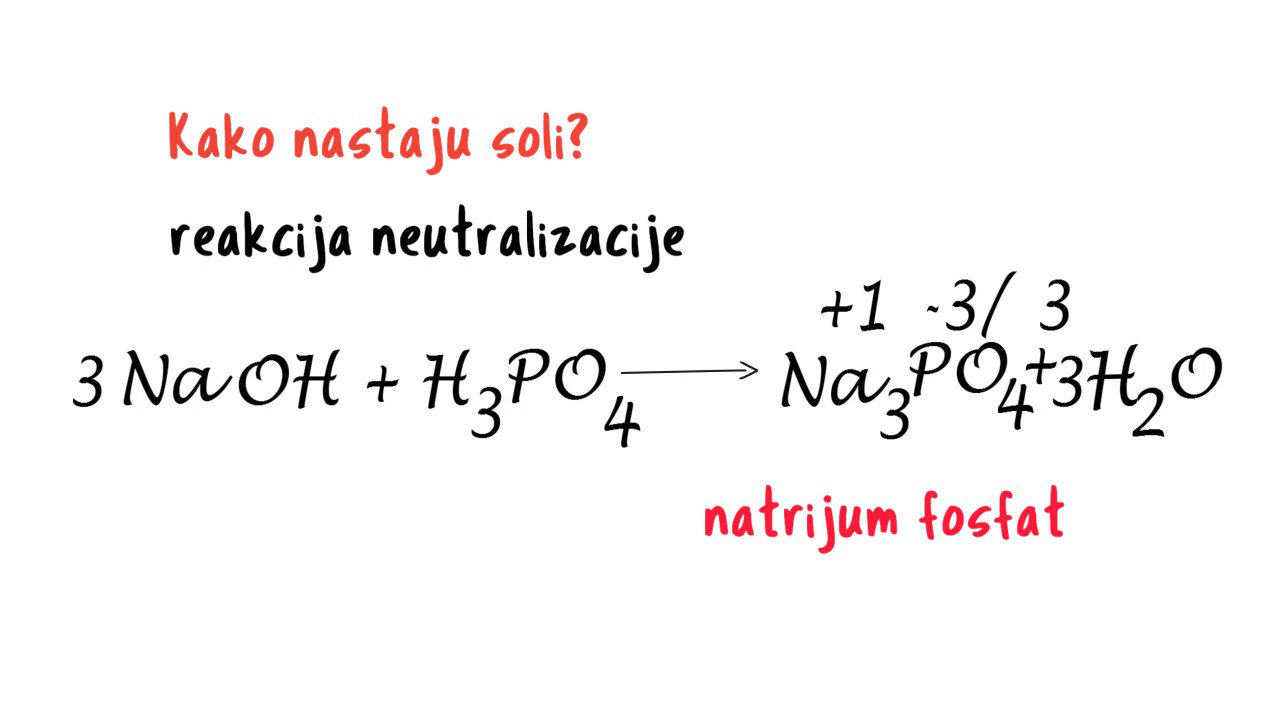 Kako nastaju soli?
reakcija neutralizacije
+1 -3/ 3
3 NaOH + H₃PO₄ → Na₃PO₄+3H₂O
natrijum fosfat